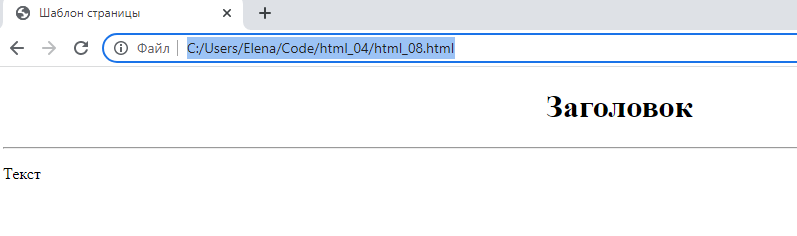 Шаблон страницы
Файл C:/Users/Elena/Code/html_04/html_08.html
Заголовок
Текст